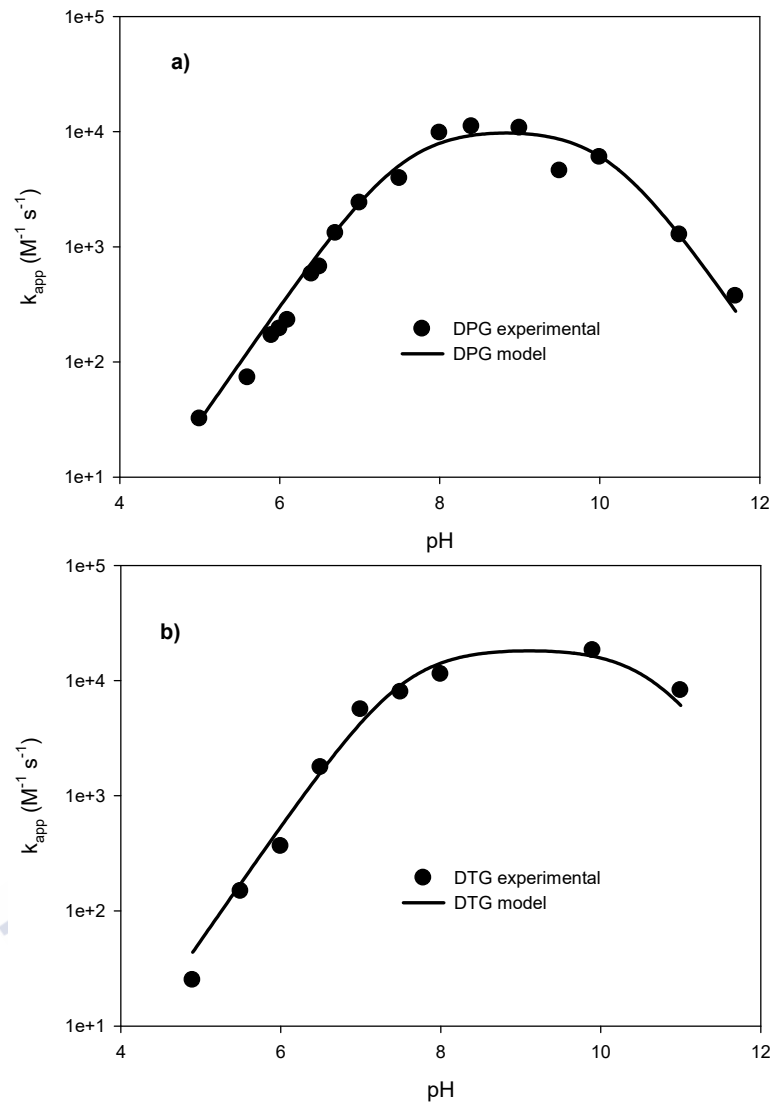 1e+5
a)
1e+4
1e+3
1e+2
1e+1
k_app (M^-1 s^-1)
DPG experimental
DPG model
4 6 8 10 12
pH
1e+5
b)
1e+4
1e+3
1e+2
1e+1
k_app (M^-1 s^-1)
DTG experimental
DTG model
4 6 8 10 12
pH